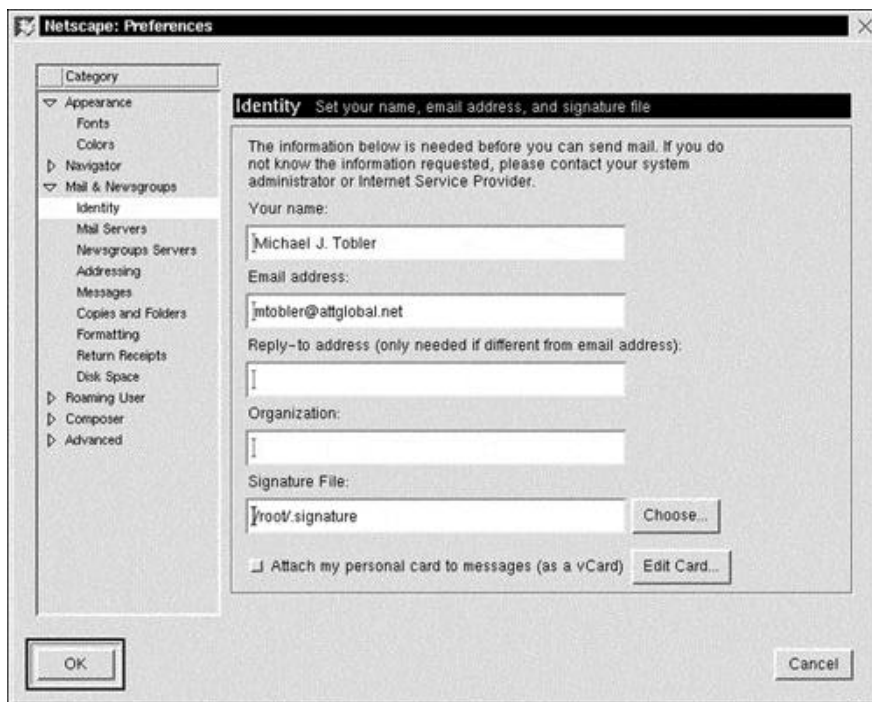 Netscape: Preferences
Category
Appearance
Fonts
Colors
Navigator
Mail & Newsgroups
Identity
Mail Servers
Newsgroups Servers
Addressing
Messages
Copies and Folders
Formatting
Return Receipts
Disk Space
Roaming User
Composer
Advanced
Identity Set your name, email address, and signature file
The information below is needed before you can send mail. If you do
not know the information requested, please contact your system
administrator or Internet Service Provider.
Your name:
Michael J. Tobler
Email address:
mtobler@attglobal.net
Reply-to address (only needed if different from email address):
Organization:
Signature File:
/root/.signature
Choose...
Attach my personal card to messages (as a vCard)
Edit Card...
OK
Cancel